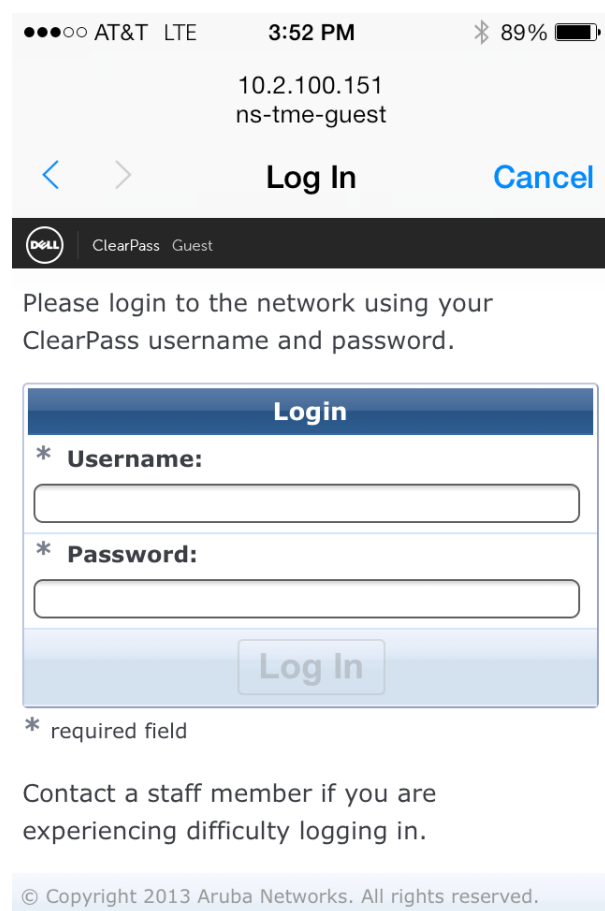 AT&T LTE 3:52 PM 89%
10.2.100.151
ns-tme-guest
Log In Cancel
DELL ClearPass Guest
Please login to the network using your
ClearPass username and password.
Login
* Username:
* Password:
Log In
* required field
Contact a staff member if you are
experiencing difficulty logging in.
© Copyright 2013 Aruba Networks. All rights reserved.